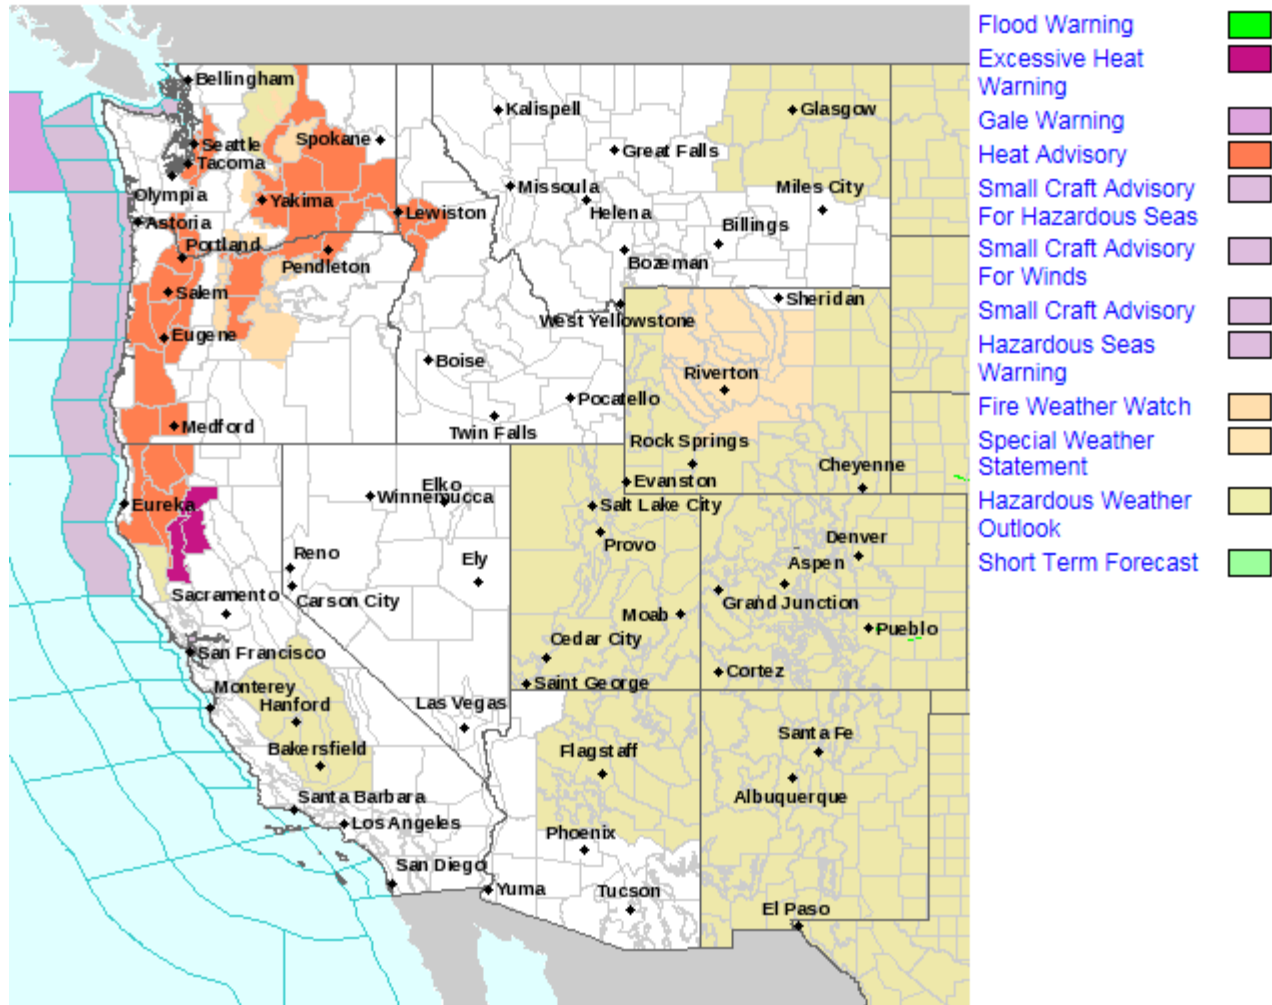 Flood Warning
Excessive Heat
Warning
Gale Warning
Heat Advisory
Small Craft Advisory
For Hazardous Seas
Small Craft Advisory
For Winds
Small Craft Advisory
Hazardous Seas
Warning
Fire Weather Watch
Special Weather
Statement
Hazardous Weather
Outlook
Short Term Forecast
Bellingham
Kalispell
Glasgow
Seattle
Spokane
Great Falls
Tacoma
Olympia
Missoula
Miles City
Yakima
Lewiston
Helena
Astoria
Billings
Portland
Pendleton
Bozeman
Salem
Sheridan
West Yellowstone
Eugene
Boise
Riverton
Pocatello
Medford
Twin Falls
Rock Springs
Cheyenne
Evanston
Elko
Winnemucca
Eureka
Salt Lake City
Provo
Denver
Reno
Ely
Aspen
Sacramento
Carson City
Grand Junction
Moab
Pueblo
Cedar City
San Francisco
Cortez
Saint George
Monterey
Hanford
Las Vegas
Santa Fe
Bakersfield
Flagstaff
Albuquerque
Santa Barbara
Los Angeles
Phoenix
San Diego
Yuma
Tucson
El Paso